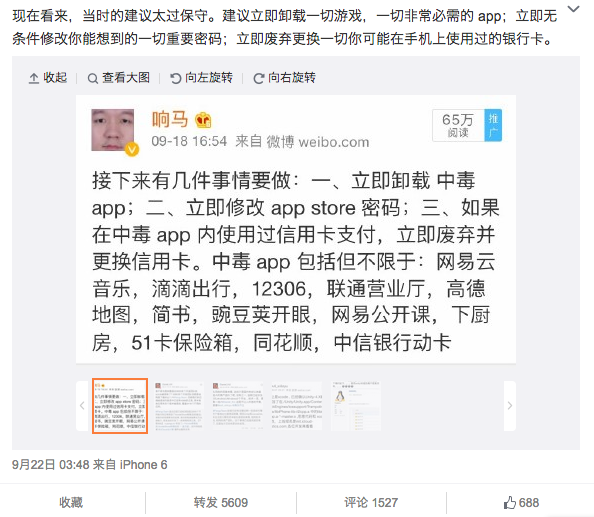 现在看来，当时的建议太过保守。建议立即卸载一切游戏，一切非常必需的 app；立即无
条件修改你能想到的一切重要密码；立即废弃更换一切你可能在手机上使用过的银行卡。
收起 查看大图 向左旋转 向右旋转
响马
65万
阅读
推广
09-18 16:54 来自 微博 weibo.com
接下来有几件事情要做：一、立即卸载 中毒
app；二、立即修改 app store 密码；三、如果
在中毒 app 内使用过信用卡支付，立即废弃并
更换信用卡。中毒 app 包括但不限于：网易云
音乐，滴滴出行，12306，联通营业厅，高德
地图，简书，豌豆荚开眼，网易公开课，下厨
房，51卡保险箱，同花顺，中信银行动卡
9月22日 03:48 来自 iPhone 6
收藏 转发 5609 评论 1527 688